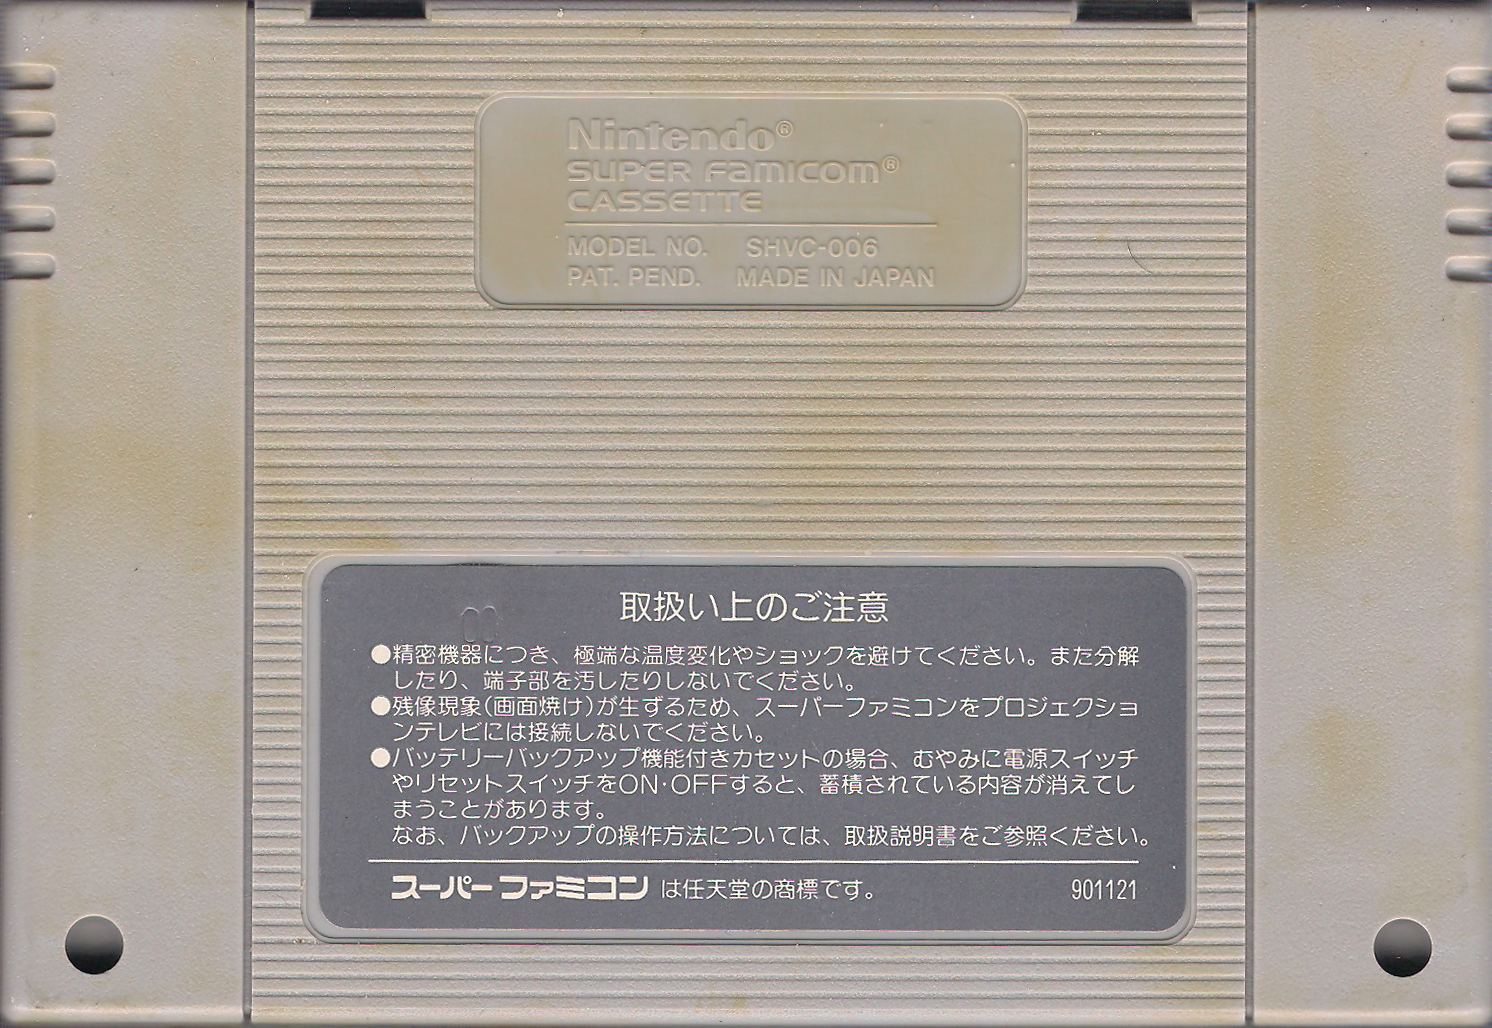 Nintendo®
SUPER FAMICOM®
CASSETTE
MODEL NO. SHVC-006
PAT. PEND. MADE IN JAPAN
取扱い上のご注意
●精密機器につき、極端な温度変化やショックを避けてください。また分解
したり、端子部を汚したりしないでください。
●残像現象(画面焼け)が生ずるため、スーパーファミコンをプロジェクショ
ンテレビには接続しないでください。
●バッテリーバックアップ機能付きカセットの場合、むやみに電源スイッチ
やリセットスイッチをON・OFFすると、蓄積されている内容が消えてし
まうことがあります。
なお、バックアップの操作方法については、取扱説明書をご参照ください。
スーパーファミコン は任天堂の商標です。 901121